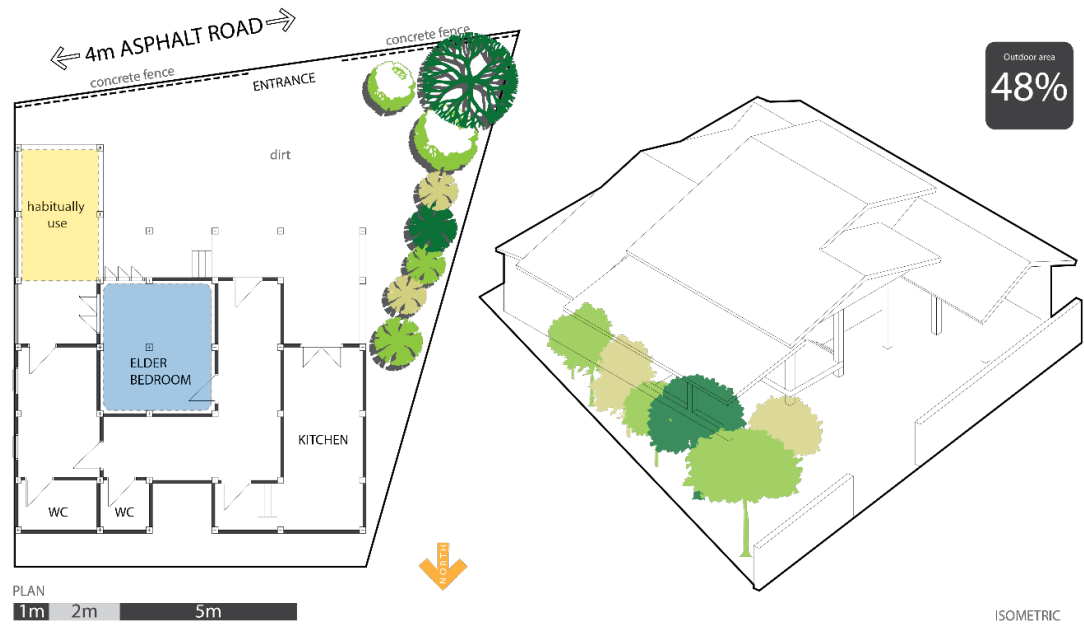 4m ASPHALT ROAD
concrete fence
concrete fence
ENTRANCE
dirt
habitually
use
ELDER
BEDROOM
KITCHEN
WC
WC
NORTH
PLAN
1m
2m
5m
Outdoor area
48%
ISOMETRIC